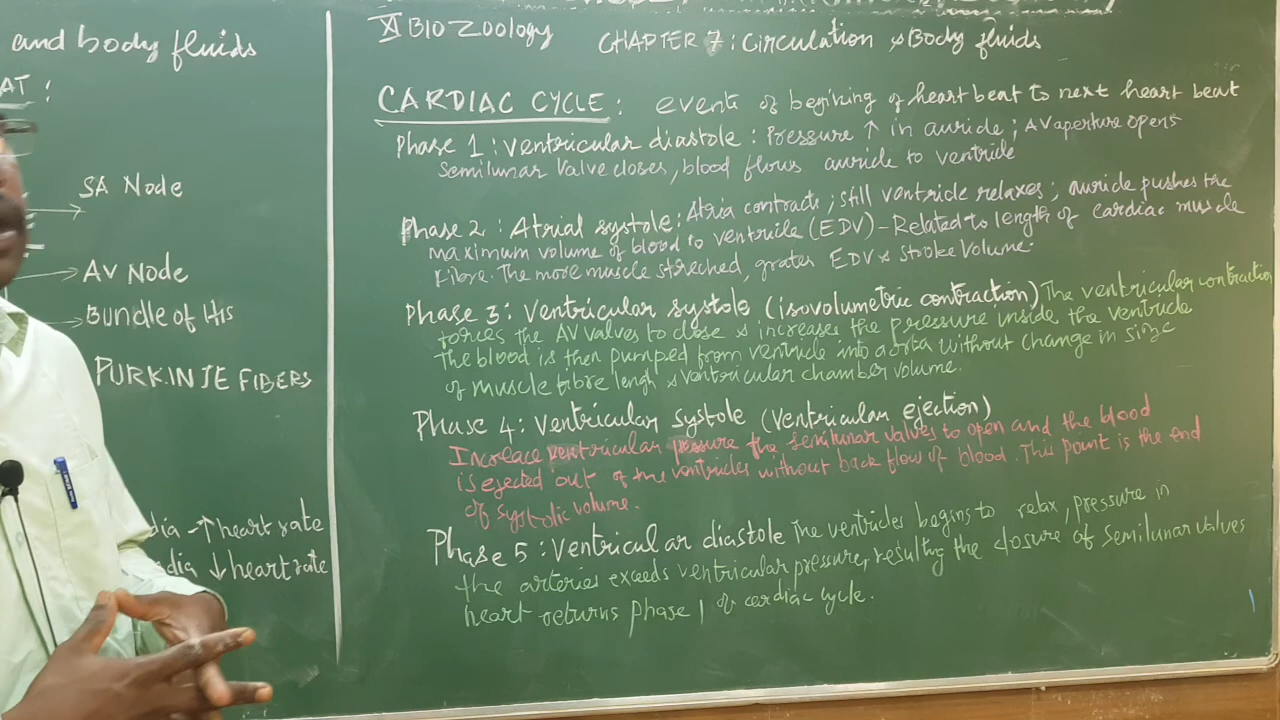 and body fluids
AT :
SA Node
AV Node
Bundle of His
PURKINJE FIBERS
dia - ↑ heart rate
dia ↓ heart rate
XI BIO Zoology
CHAPTER 7 : Circulation & Body fluids
CARDIAC CYCLE : events of begining of heart beat to next heart beat
Phase 1 : Ventricular diastole : Pressure ↑ in auricle ; AV aperture opens
Semilunar Valve closes, blood flows auricle to ventricle
Phase 2 : Atrial systole : Atria contracts ; still ventricle relaxes ; auricle pushes the
maximum volume of blood to ventricle (EDV) - Related to length of cardiac muscle
Fibre. The more muscle streched, grater EDV & stroke Volume.
Phase 3 : Ventricular systole (isovolumetric contraction) The ventricular contraction
forces the AV valves to close & increases the pressure inside the ventricle
the blood is then pumped from ventricle into aorta without change in size
of muscle fibre lengh & ventricular chamber volume.
Phase 4 : Ventricular systole (Ventricular ejection)
Increace ventricular pressure the semilunar valves to open and the blood
is ejected out of the ventricles without back flow of blood. This point is the end
of systolic volume.
Phase 5 : Ventricular diastole The ventricles begins to relax, pressure in
the arteries exceeds ventricular pressure, resulting the closure of Semilunar valves
heart returns phase 1 of cardiac cycle.